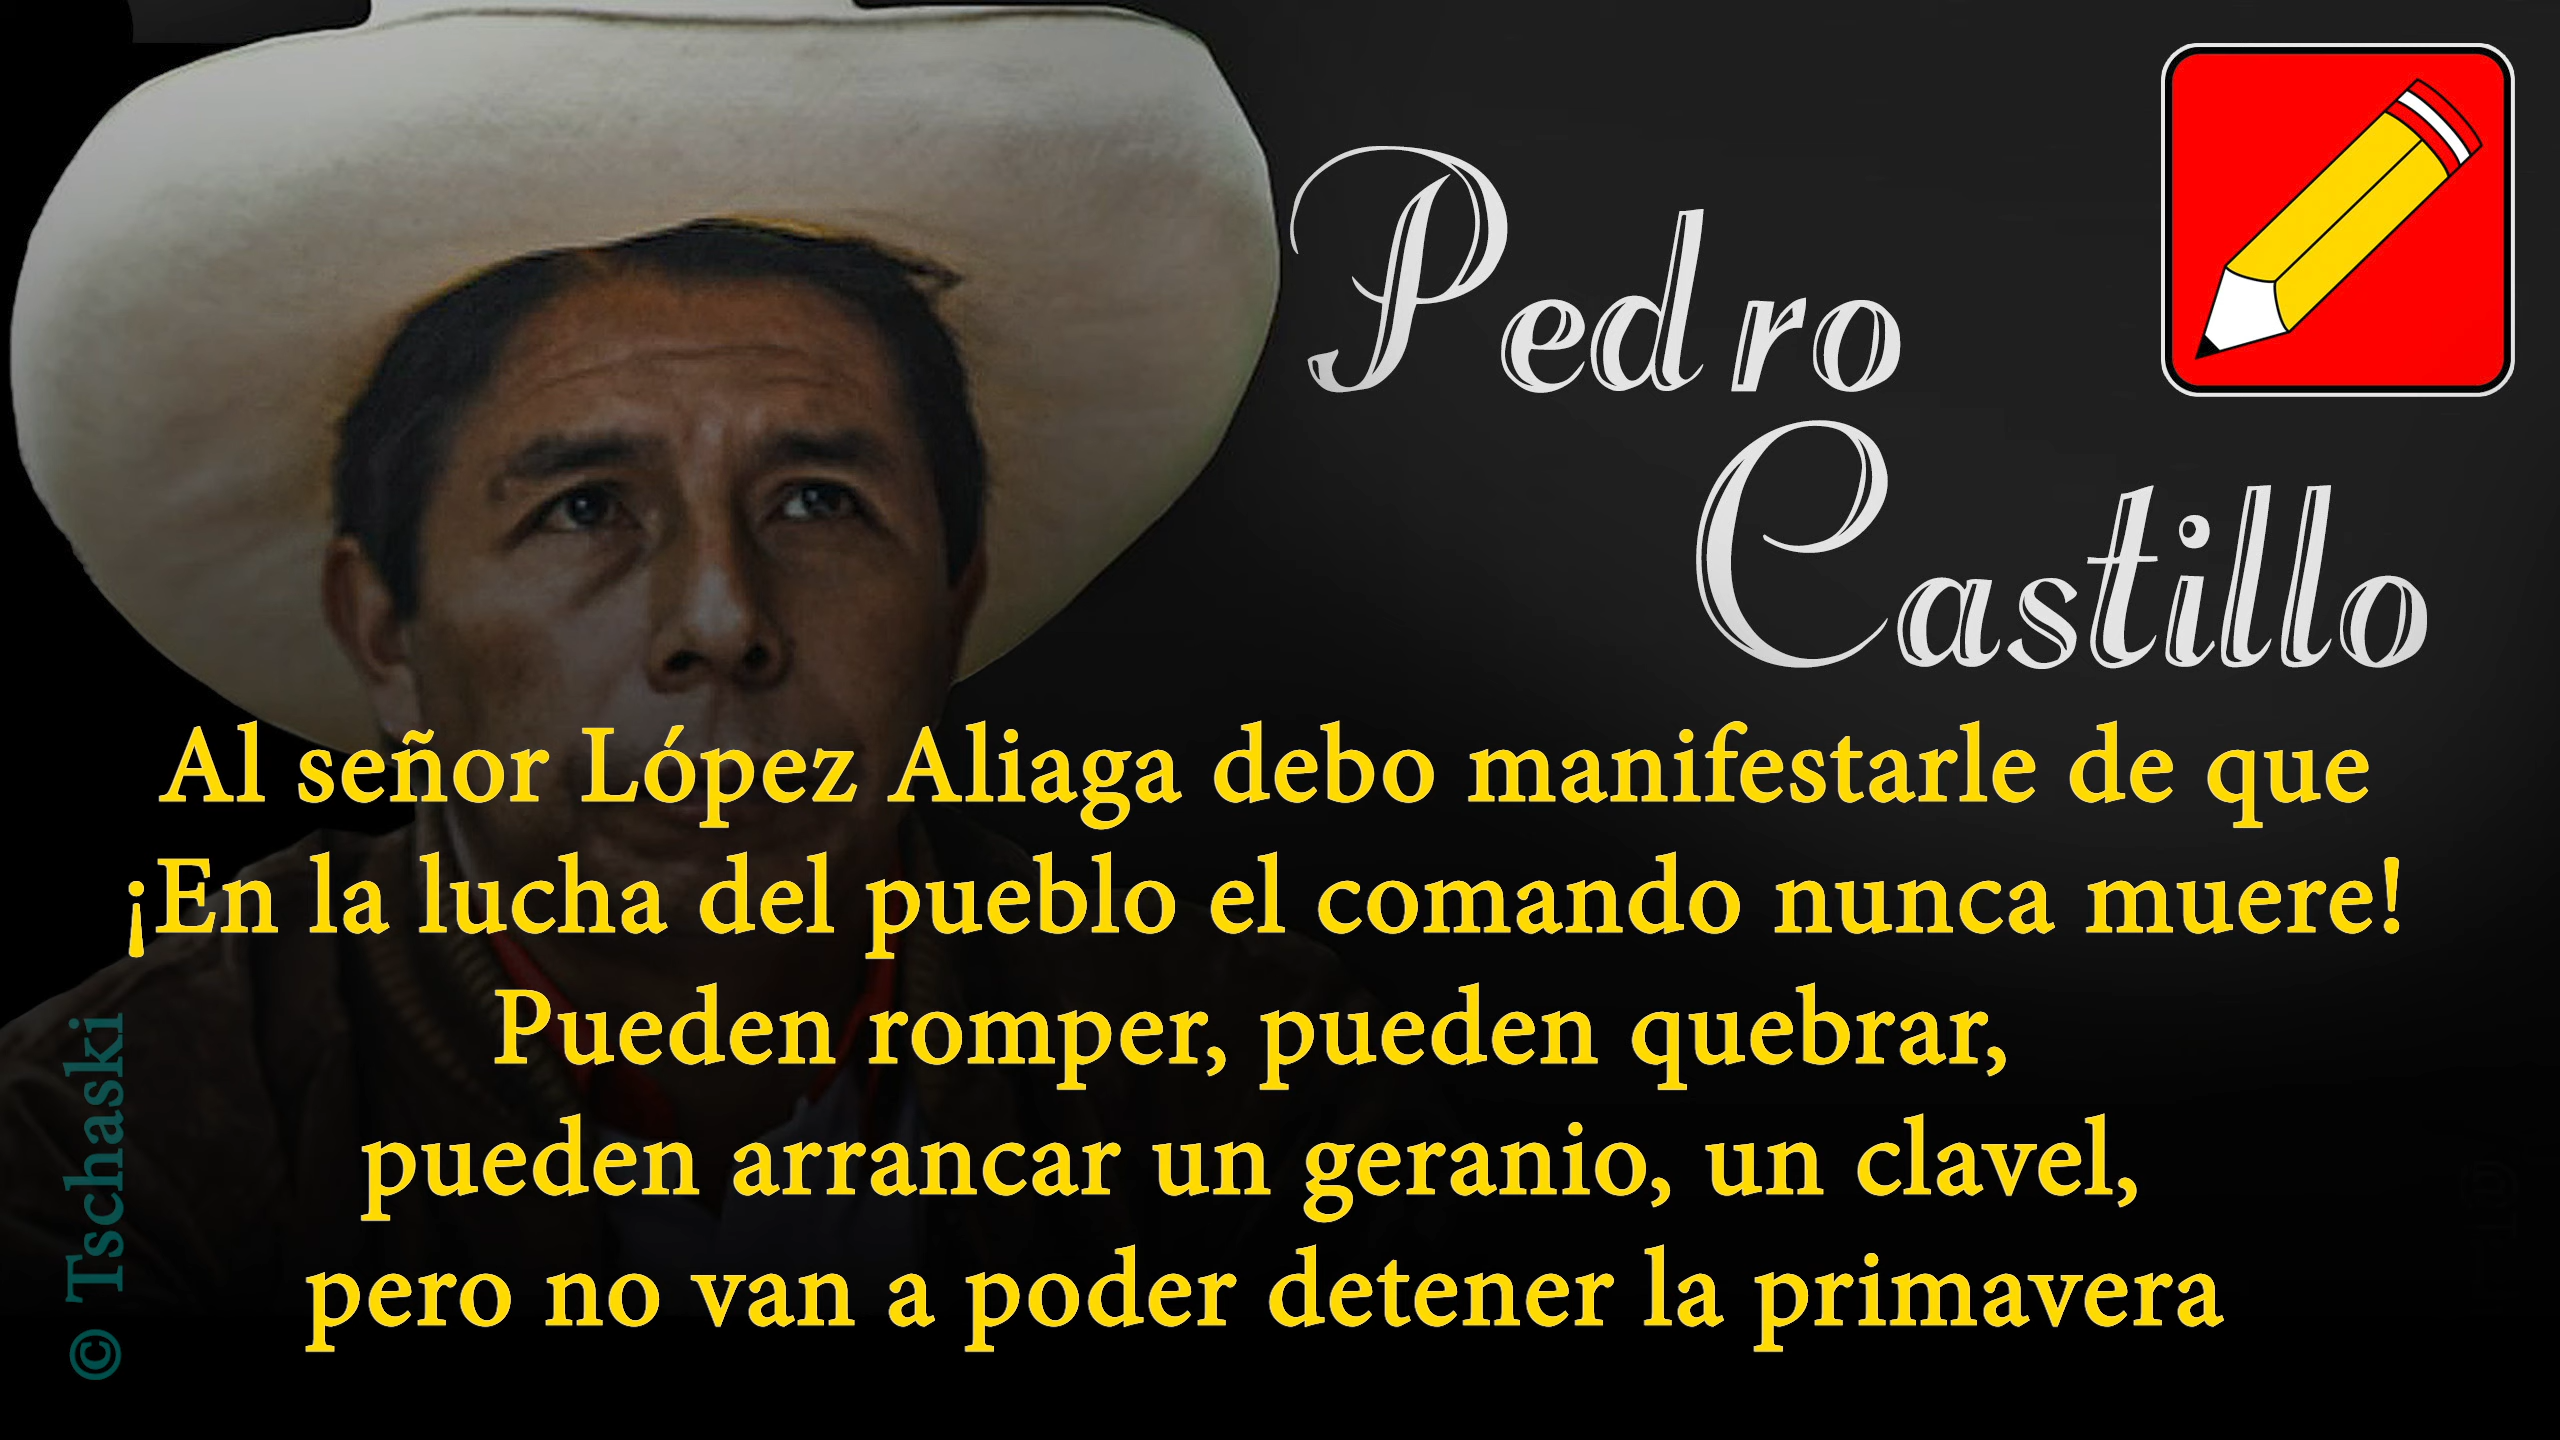 Pedro
Castillo
Al señor López Aliaga debo manifestarle de que
¡En la lucha del pueblo el comando nunca muere!
Pueden romper, pueden quebrar,
pueden arrancar un geranio, un clavel,
pero no van a poder detener la primavera
© Tschaski